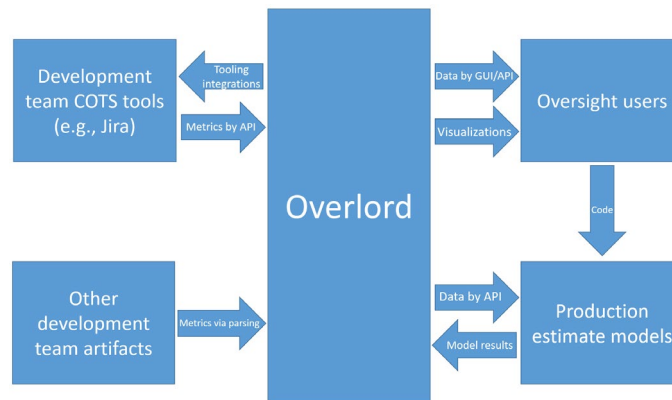 Development
team COTS tools
(e.g., Jira)
Tooling
integrations
Metrics by API
Overlord
Data by GUI/API
Visualizations
Oversight users
Code
Other
development
team artifacts
Metrics via parsing
Data by API
Model results
Production
estimate models